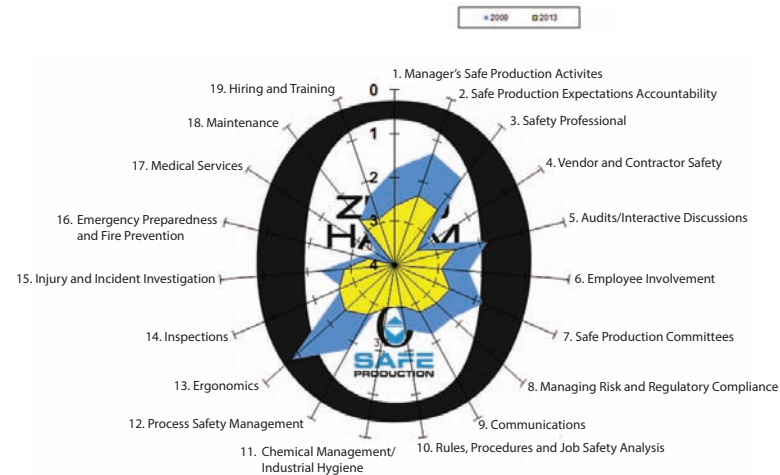 2009 2013
0
1
2
3
4
1. Manager's Safe Production Activites
2. Safe Production Expectations Accountability
3. Safety Professional
4. Vendor and Contractor Safety
5. Audits/Interactive Discussions
6. Employee Involvement
7. Safe Production Committees
8. Managing Risk and Regulatory Compliance
9. Communications
10. Rules, Procedures and Job Safety Analysis
11. Chemical Management/
Industrial Hygiene
12. Process Safety Management
13. Ergonomics
14. Inspections
15. Injury and Incident Investigation
16. Emergency Preparedness
and Fire Prevention
17. Medical Services
18. Maintenance
19. Hiring and Training
SAFE
PRODUCTION